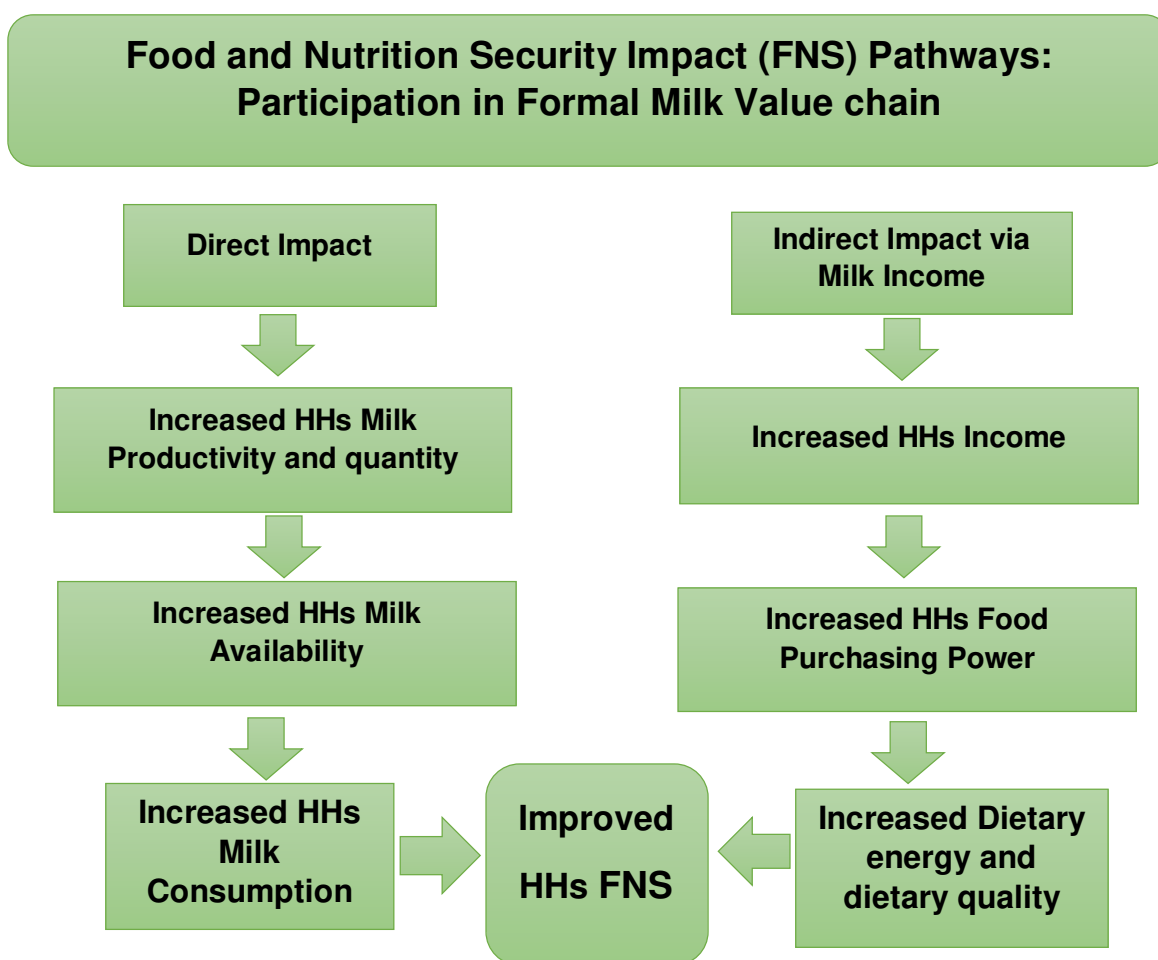 Food and Nutrition Security Impact (FNS) Pathways:
Participation in Formal Milk Value chain
Direct Impact
Increased HHs Milk
Productivity and quantity
Increased HHs Milk
Availability
Increased HHs
Milk
Consumption
Indirect Impact via
Milk Income
Increased HHs Income
Increased HHs Food
Purchasing Power
Increased Dietary
energy and
dietary quality
Improved
HHs FNS